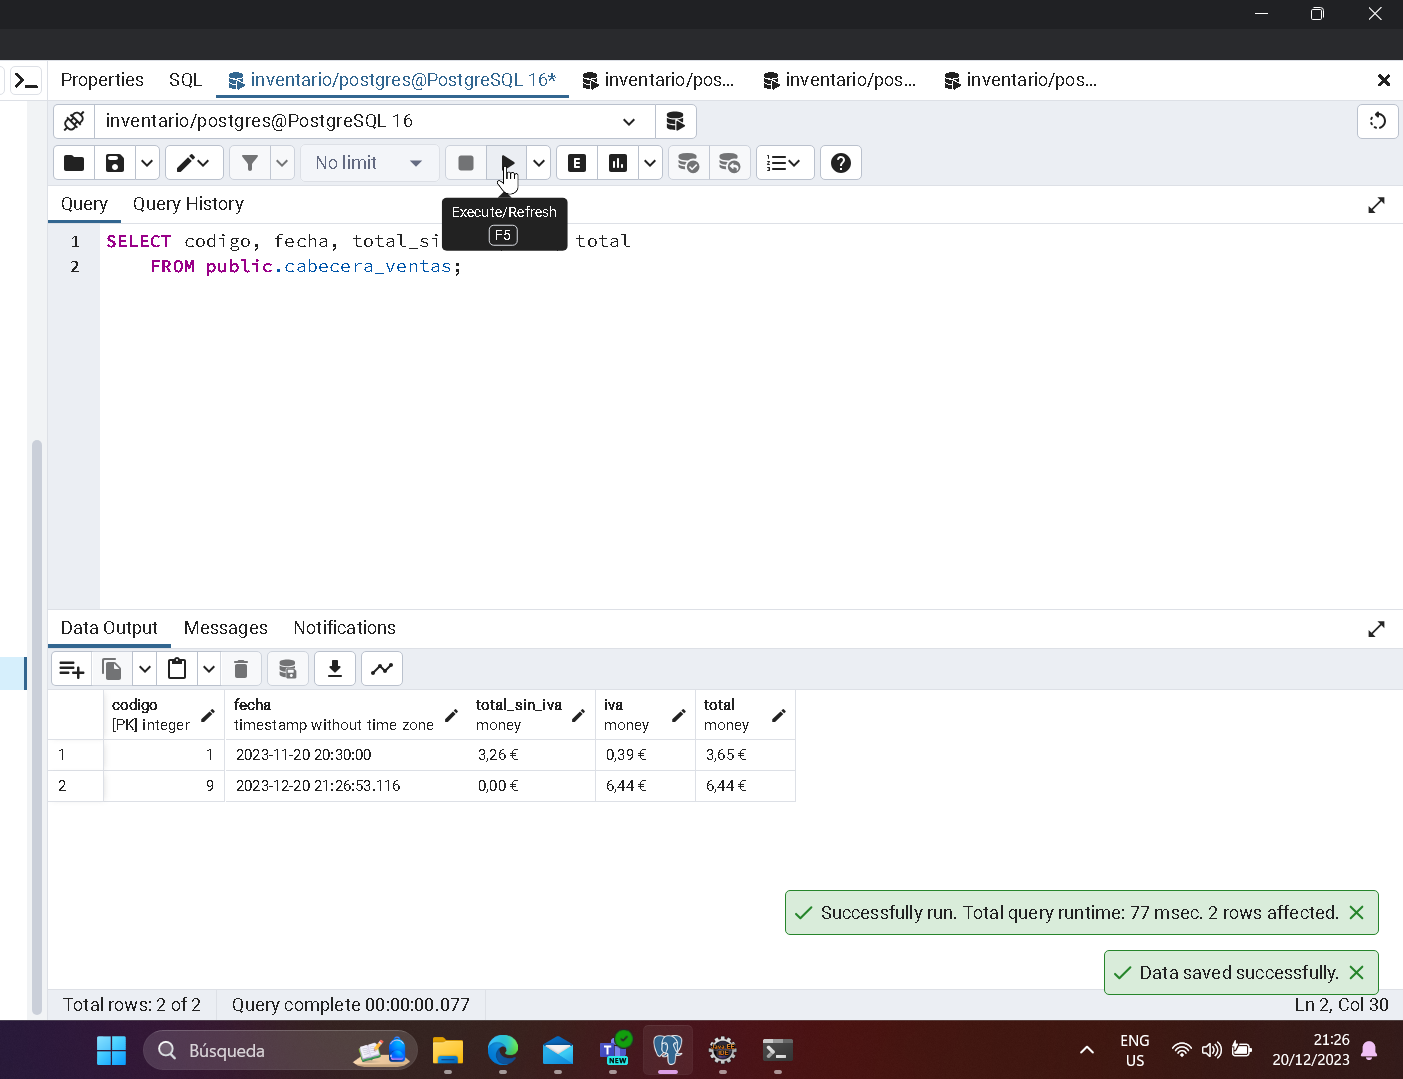 Properties SQL inventario/postgres@PostgreSQL 16* inventario/pos... inventario/pos... inventario/pos...
inventario/postgres@PostgreSQL 16
No limit
E
Query Query History
Execute/Refresh
F5
1 SELECT codigo, fecha, total_si total
2 FROM public.cabecera_ventas;
Data Output Messages Notifications
codigo fecha total_sin_iva iva total
[PK] integer timestamp without time zone money money money
1 1 2023-11-20 20:30:00 3,26 € 0,39 € 3,65 €
2 9 2023-12-20 21:26:53.116 0,00 € 6,44 € 6,44 €
Successfully run. Total query runtime: 77 msec. 2 rows affected.
Data saved successfully.
Total rows: 2 of 2 Query complete 00:00:00.077 Ln 2, Col 30
Búsqueda
NEW
ENG
US
21:26
20/12/2023